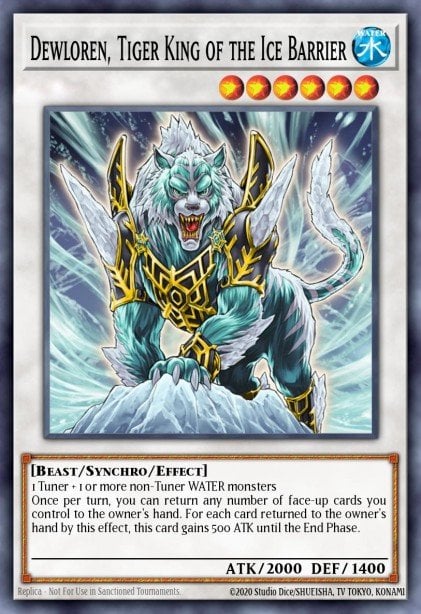 Dewloren, Tiger King of the Ice Barrier
WATER
水
[Beast/Synchro/Effect]
1 Tuner + 1 or more non-Tuner WATER monsters
Once per turn, you can return any number of face-up cards you
control to the owner's hand. For each card returned to the owner's
hand by this effect, this card gains 500 ATK until the End Phase.
ATK/2000 DEF/1400
Replica - Not For Use in Sanctioned Tournaments.
©2020 Studio Dice/SHUEISHA, TV TOKYO, KONAMI